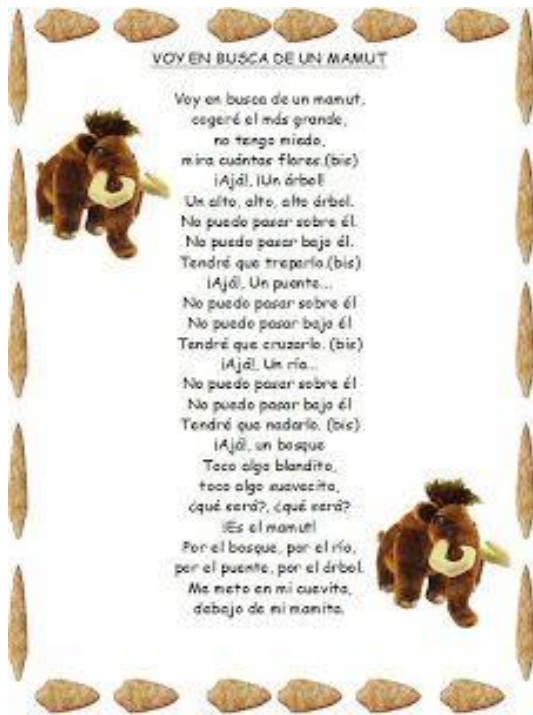 VOY EN BUSCA DE UN MAMUT
Voy en busca de un mamut,
cogeré el más grande,
no tengo miedo,
mira cuántas flores.(bis)
¡Ajá!, ¡Un árbol!
Un alto, alto, alto árbol.
No puedo pasar sobre él.
No puedo pasar bajo él.
Tendré que treparlo.(bis)
¡Ajá!, Un puente...
No puedo pasar sobre él
No puedo pasar bajo él
Tendré que cruzarlo. (bis)
¡Ajá!, Un río...
No puedo pasar sobre él
No puedo pasar bajo él
Tendré que nadarlo. (bis)
¡Ajá!, un bosque
Toco algo blandito,
toco algo suavecito,
¿qué será?, ¿qué será?
¡Es el mamut!
Por el bosque, por el río,
por el puente, por el árbol.
Me meto en mi cuevita,
debajo de mi mamita.